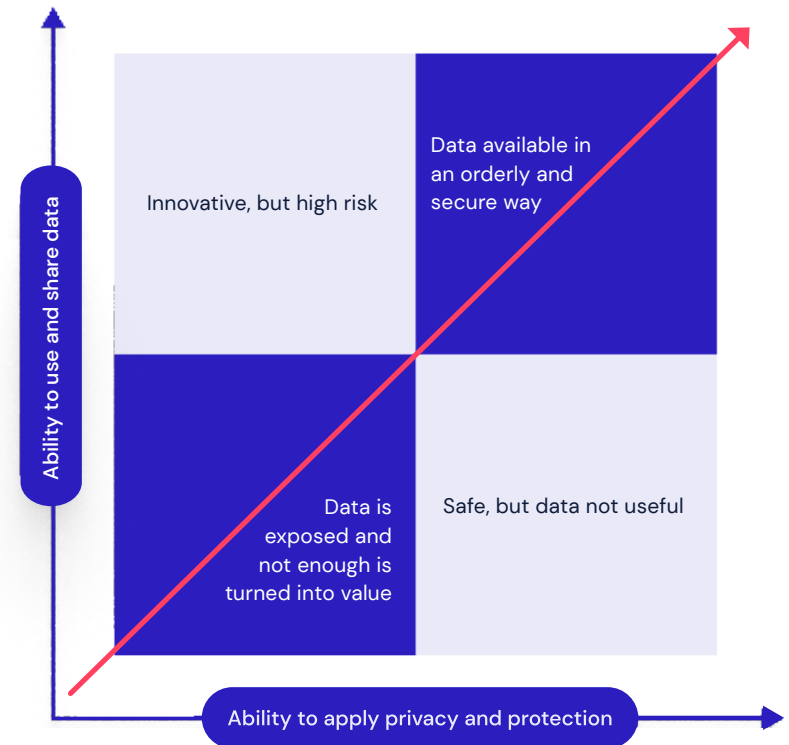 Ability to use and share data
Innovative, but high risk
Data available in
an orderly and
secure way
Data is
exposed and
not enough is
turned into value
Safe, but data not useful
Ability to apply privacy and protection